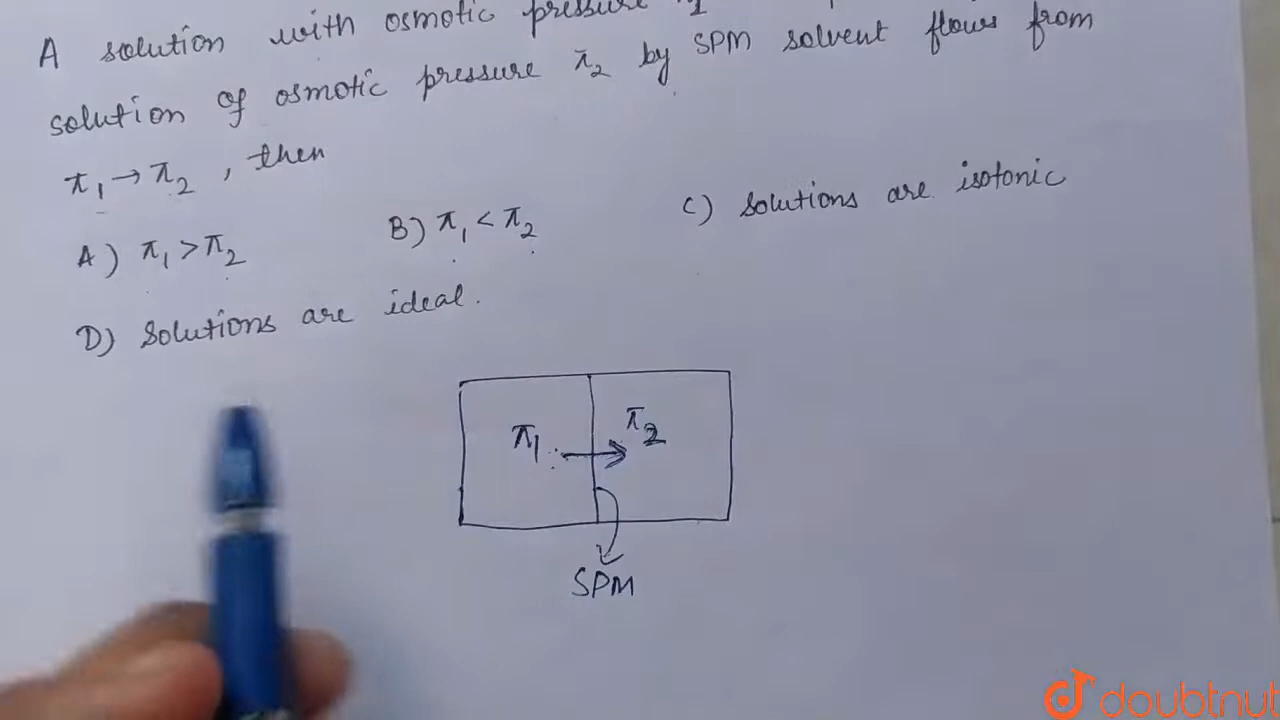 A solution with osmotic pressure
solution of osmotic pressure π₂ by SPM solvent flows from
π₁ → π₂ , then
A) π₁ > π₂ B) π₁ < π₂ C) Solutions are isotonic
D) Solutions are ideal.
π₁ π₂
SPM
doubtnut